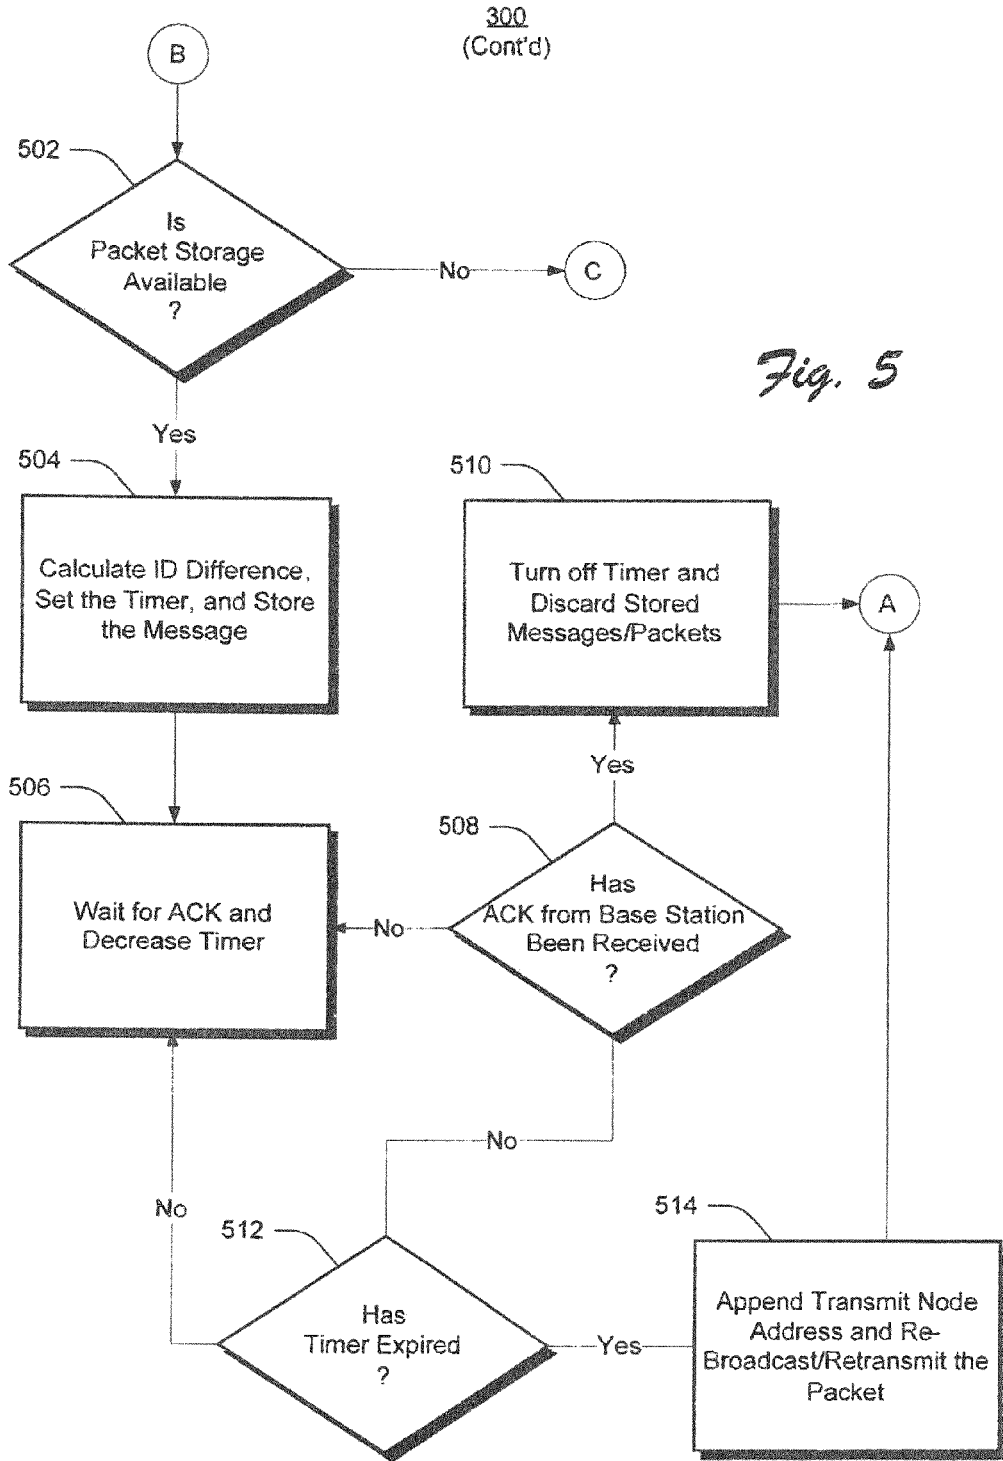 300
(Cont'd)
B
502
Is
Packet Storage
Available
?
No
C
Fig. 5
Yes
504
Calculate ID Difference,
Set the Timer, and Store
the Message
510
Turn off Timer and
Discard Stored
Messages/Packets
A
Yes
506
Wait for ACK and
Decrease Timer
508
Has
ACK from Base Station
Been Received
?
No
No
No
512
Has
Timer Expired
?
Yes
514
Append Transmit Node
Address and Re-
Broadcast/Retransmit the
Packet